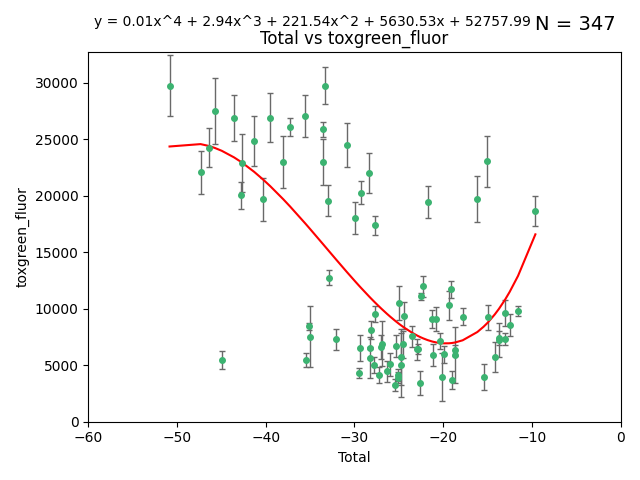 y = 0.01x^4 + 2.94x^3 + 221.54x^2 + 5630.53x + 52757.99 N = 347
Total vs toxgreen_fluor
30000
25000
20000
15000
10000
5000
0
toxgreen_fluor
−60 −50 −40 −30 −20 −10 0
Total